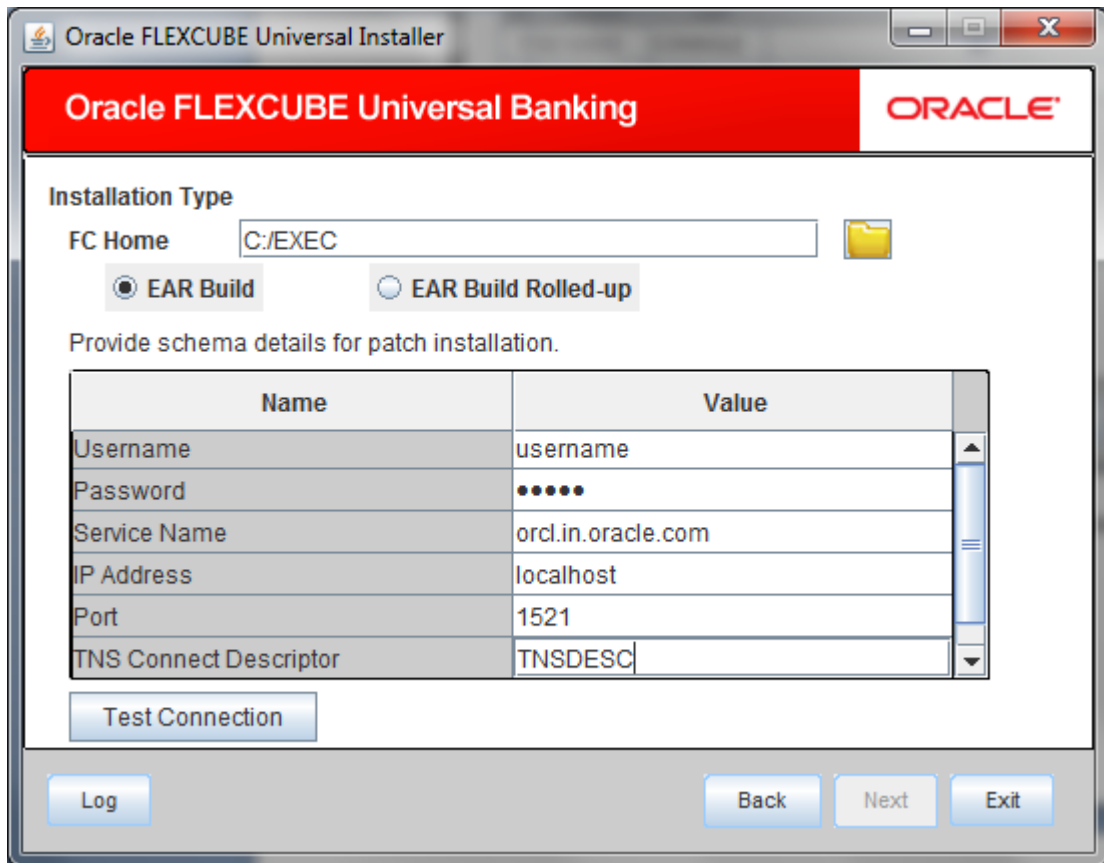 Oracle FLEXCUBE Universal Installer
Oracle FLEXCUBE Universal Banking ORACLE
Installation Type
FC Home C:/EXEC
EAR Build EAR Build Rolled-up
Provide schema details for patch installation.
Name Value
Username username
Password •••••
Service Name orcl.in.oracle.com
IP Address localhost
Port 1521
TNS Connect Descriptor TNSDESC
Test Connection
Log Back Next Exit